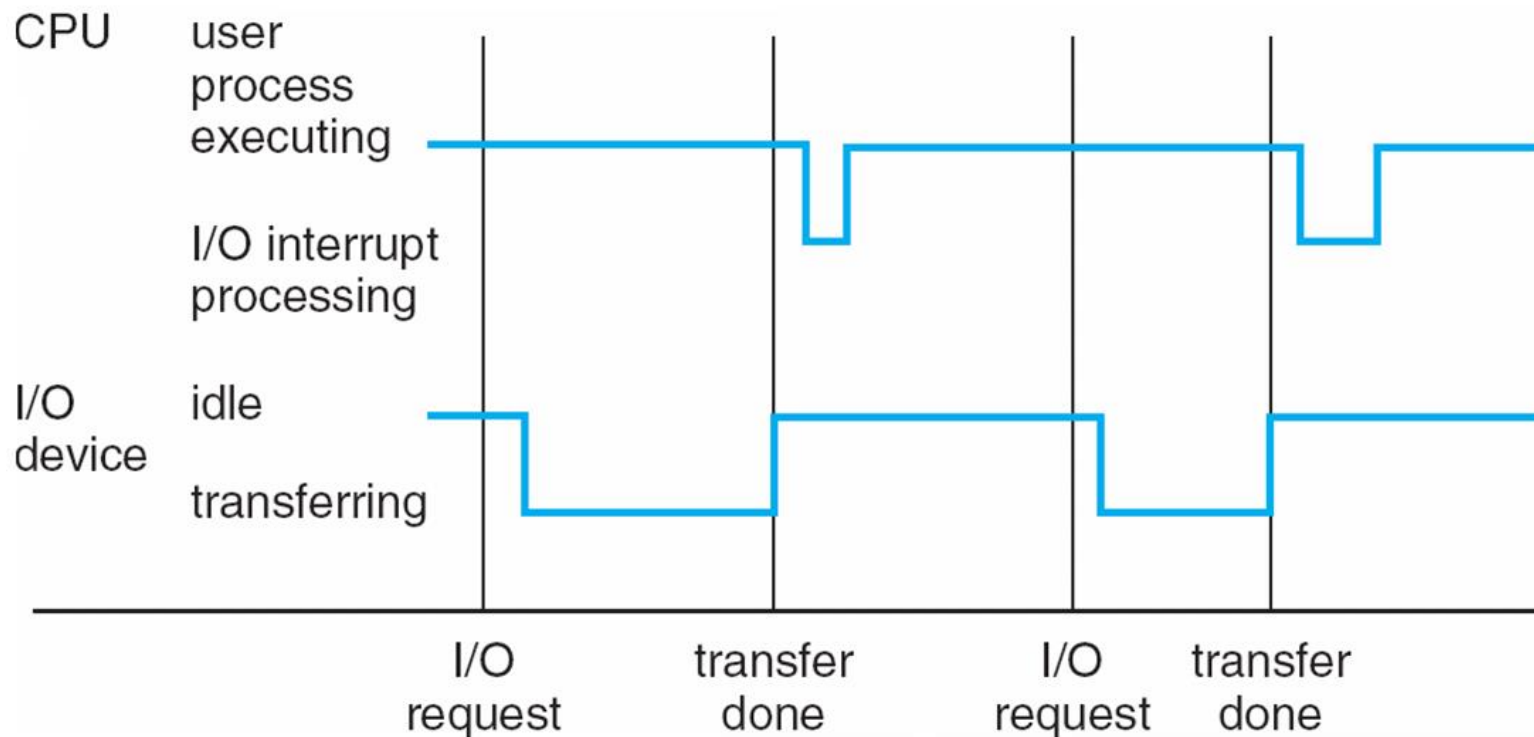 CPU
user
process
executing
I/O interrupt
processing
I/O
device
idle
transferring
I/O
request
transfer
done
I/O
request
transfer
done